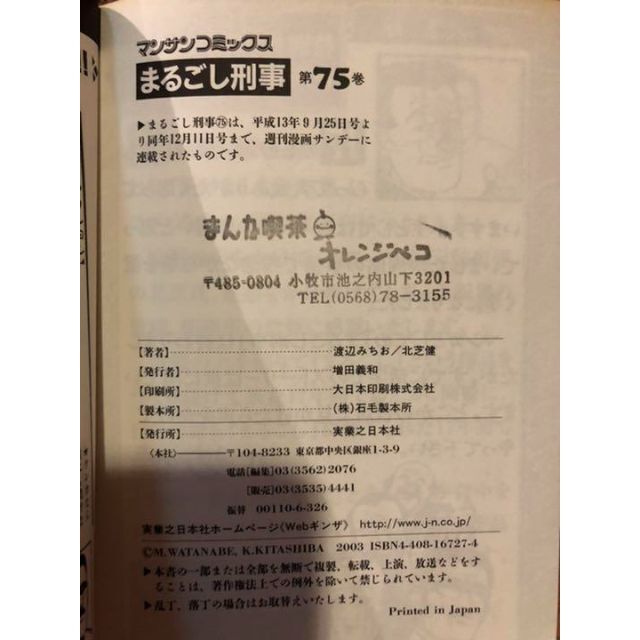 マンサンコミックス
まるごし刑事 第75巻
▶まるごし刑事㊆は、平成13年9月25日号よ
り同年12月11日号まで、週刊漫画サンデーに
連載されたものです。
まんが喫茶
オレンジペコ
〒485-0804 小牧市池之内山下3201
TEL(0568)78-3155
【著者】 渡辺みちお／北芝健
【発行者】 増田義和
【印刷所】 大日本印刷株式会社
【製本所】 (株)石毛製本所
【発行所】 実業之日本社
〈本社〉 〒104-8233 東京都中央区銀座1-3-9
電話[編集]03(3562)2076
[販売]03(3535)4441
振替 00110-6-326
実業之日本社ホームページ《Webギンザ》 http://www.j-n.co.jp/
©M.WATANABE, K.KITASHIBA 2003 ISBN4-408-16727-4
▶本書の一部または全部を無断で複製、転載、上演、放送などをす
ることは、著作権法上での例外を除いて禁じられています。
▶乱丁、落丁の場合はお取替えいたします。
Printed in Japan